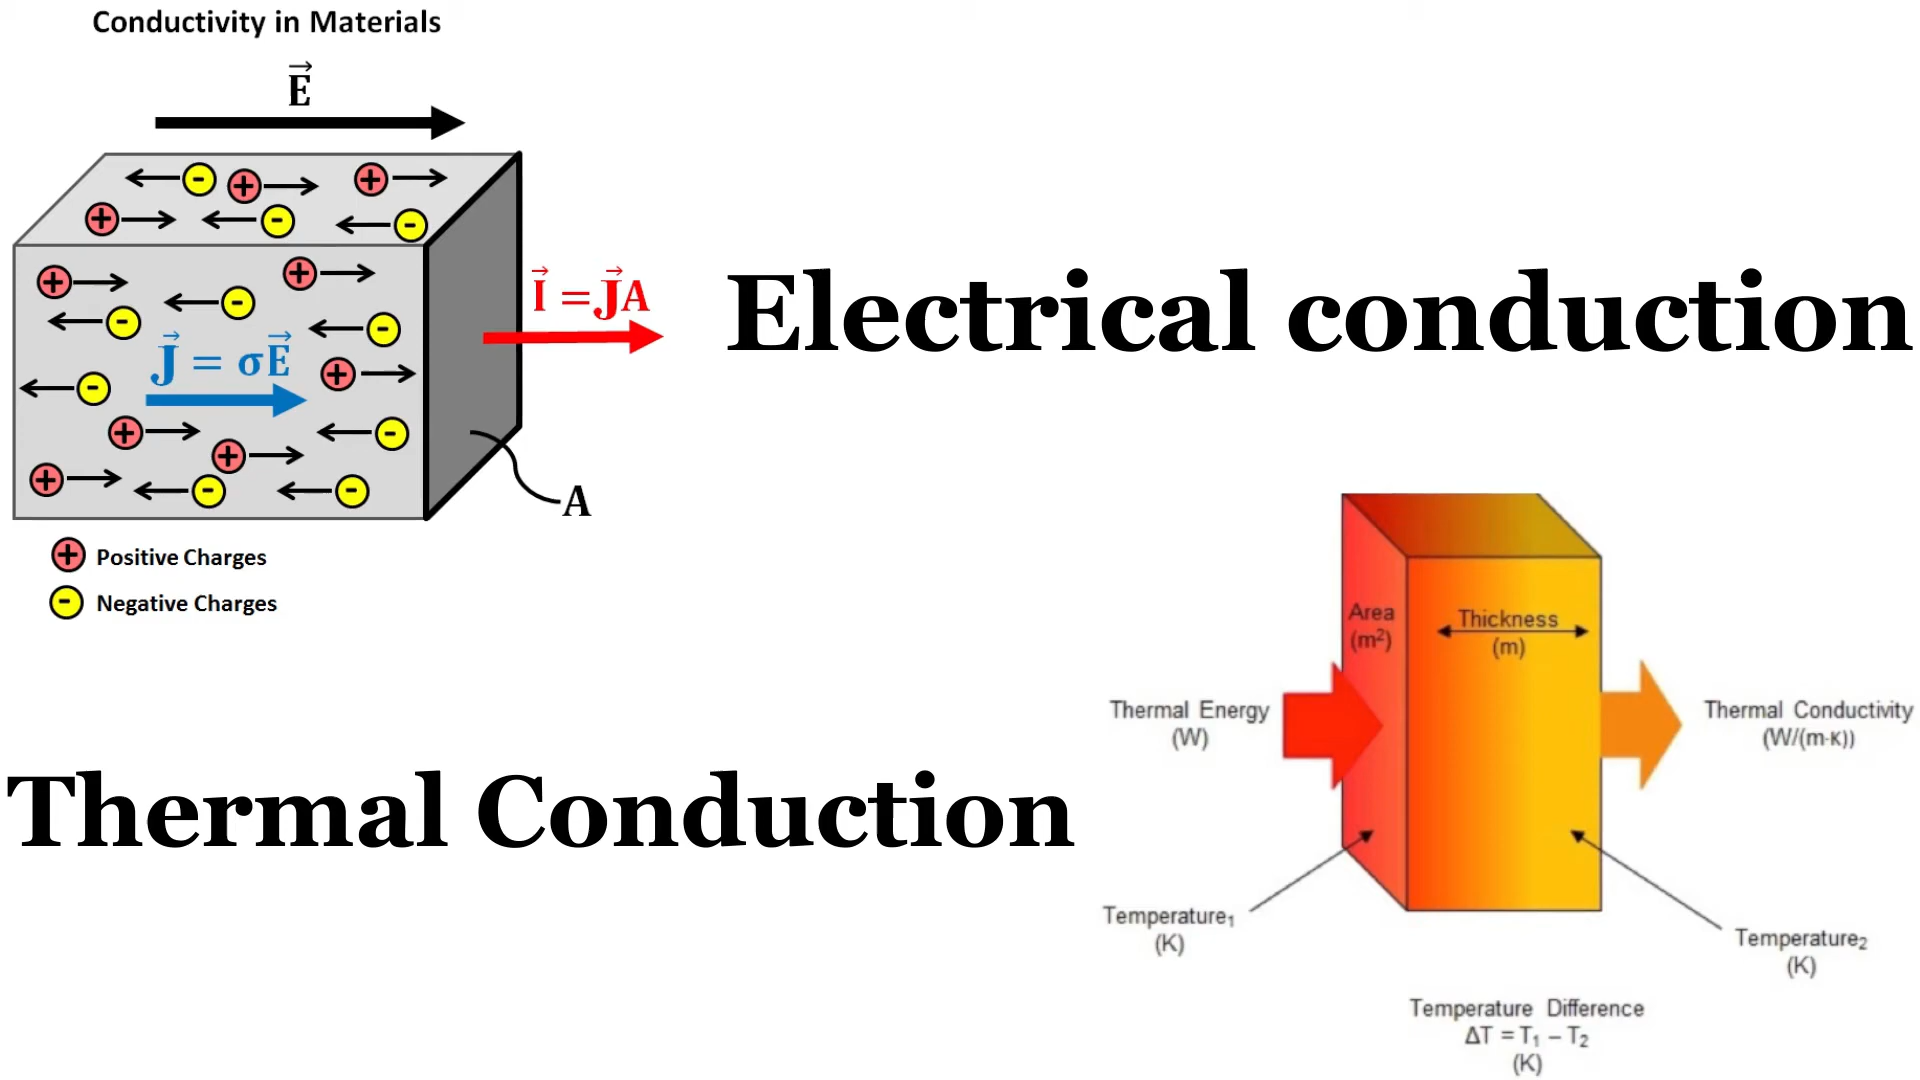 Conductivity in Materials
E⃗
I⃗ = J⃗A
J⃗ = σE⃗
A
+ Positive Charges
- Negative Charges
Electrical conduction
Thermal Conduction
Area
(m²)
Thickness
(m)
Thermal Energy
(W)
Thermal Conductivity
(W/(m·K))
Temperature₁
(K)
Temperature₂
(K)
Temperature Difference
ΔT = T₁ – T₂
(K)